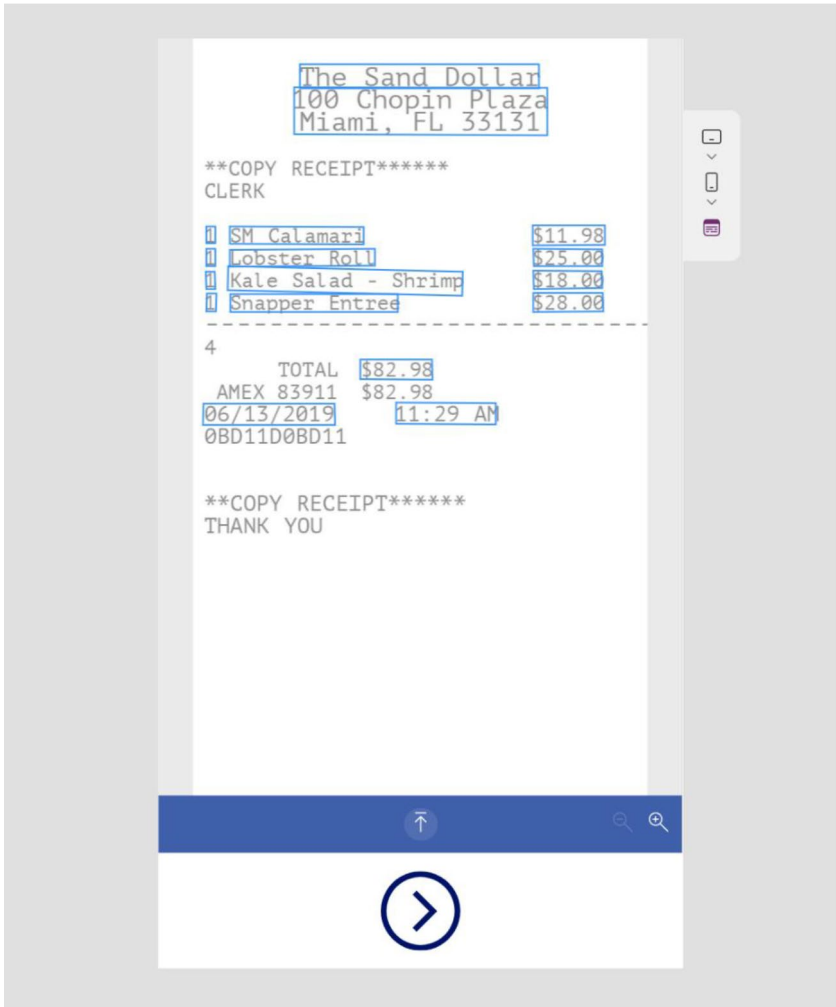 The Sand Dollar
100 Chopin Plaza
Miami, FL 33131
**COPY RECEIPT******
CLERK
1 SM Calamari $11.98
1 Lobster Roll $25.00
1 Kale Salad - Shrimp $18.00
1 Snapper Entree $28.00
--------------------------------
4
TOTAL $82.98
AMEX 83911 $82.98
06/13/2019 11:29 AM
0BD11D0BD11
**COPY RECEIPT******
THANK YOU